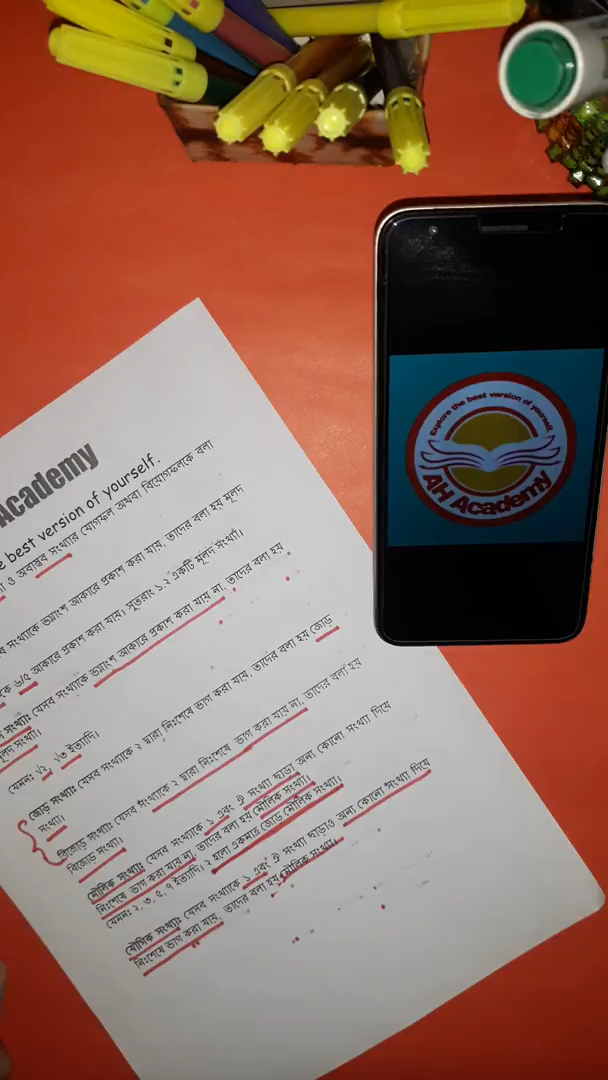 Academy
e best version of yourself.
ও অবাস্তব সংখ্যার যোগফল অথবা বিয়োগফলকে বলা
সংখ্যাকে ভগ্নাংশ আকারে প্রকাশ করা যায়, তাদের বলা হয় মূলদ
কে ৬/৫ আকারে প্রকাশ করা যায়। সুতরাং ১.২ একটি মূলদ সংখ্যা।
সংখ্যাঃ যেসব সংখ্যাকে ভগ্নাংশ আকারে প্রকাশ করা যায় না, তাদের বলা হয়
মূলদ সংখ্যা।
যেমনঃ √২, √৩ ইত্যাদি।
জোড় সংখ্যাঃ যেসব সংখ্যাকে ২ দ্বারা নিঃশেষে ভাগ করা যায়, তাদের বলা হয় জোড়
সংখ্যা।
বিজোড় সংখ্যাঃ যেসব সংখ্যাকে ২ দ্বারা নিঃশেষে ভাগ করা যায় না, তাদের বলা হয়
বিজোড় সংখ্যা।
মৌলিক সংখ্যাঃ যেসব সংখ্যাকে ১ এবং ঐ সংখ্যা ছাড়া অন্য কোনো সংখ্যা দিয়ে
নিঃশেষে ভাগ করা যায় না, তাদের বলা হয় মৌলিক সংখ্যা।
যেমনঃ ২, ৩, ৫, ৭ ইত্যাদি। ২ হলো একমাত্র জোড় মৌলিক সংখ্যা।
যৌগিক সংখ্যাঃ যেসব সংখ্যাকে ১ এবং ঐ সংখ্যা ছাড়াও অন্য কোনো সংখ্যা দিয়ে
নিঃশেষে ভাগ করা যায়, তাদের বলা হয় যৌগিক সংখ্যা।
Explore the best version of yourself.
AH Academy